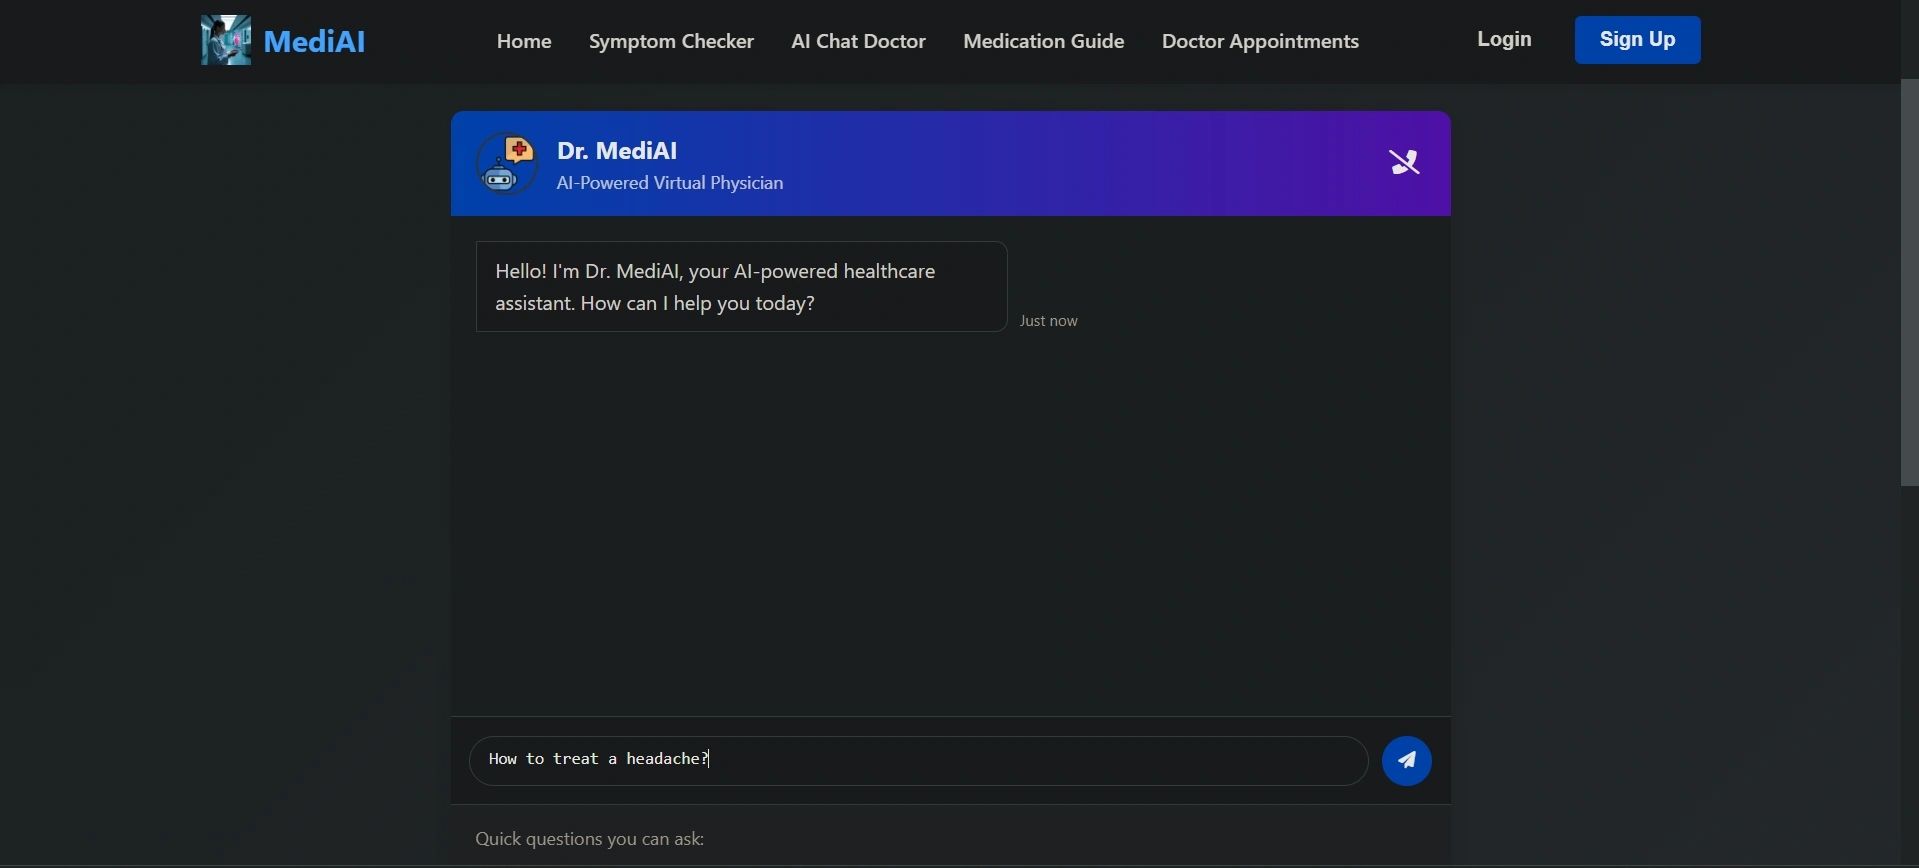 MediAI
Home Symptom Checker AI Chat Doctor Medication Guide Doctor Appointments Login Sign Up
Dr. MediAI
AI-Powered Virtual Physician
Hello! I'm Dr. MediAI, your AI-powered healthcare
assistant. How can I help you today?
Just now
How to treat a headache?
Quick questions you can ask: